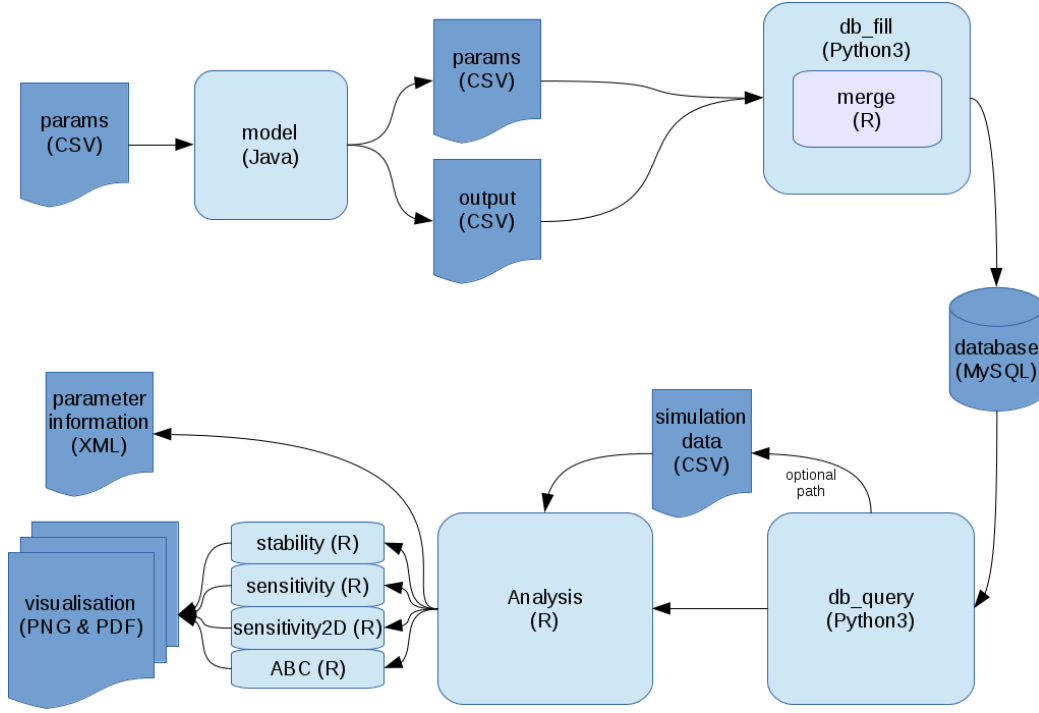 params
(CSV)
model
(Java)
params
(CSV)
output
(CSV)
db_fill
(Python3)
merge
(R)
database
(MySQL)
parameter
information
(XML)
simulation
data
(CSV)
optional
path
stability (R)
sensitivity (R)
sensitivity2D (R)
ABC (R)
visualisation
(PNG & PDF)
Analysis
(R)
db_query
(Python3)